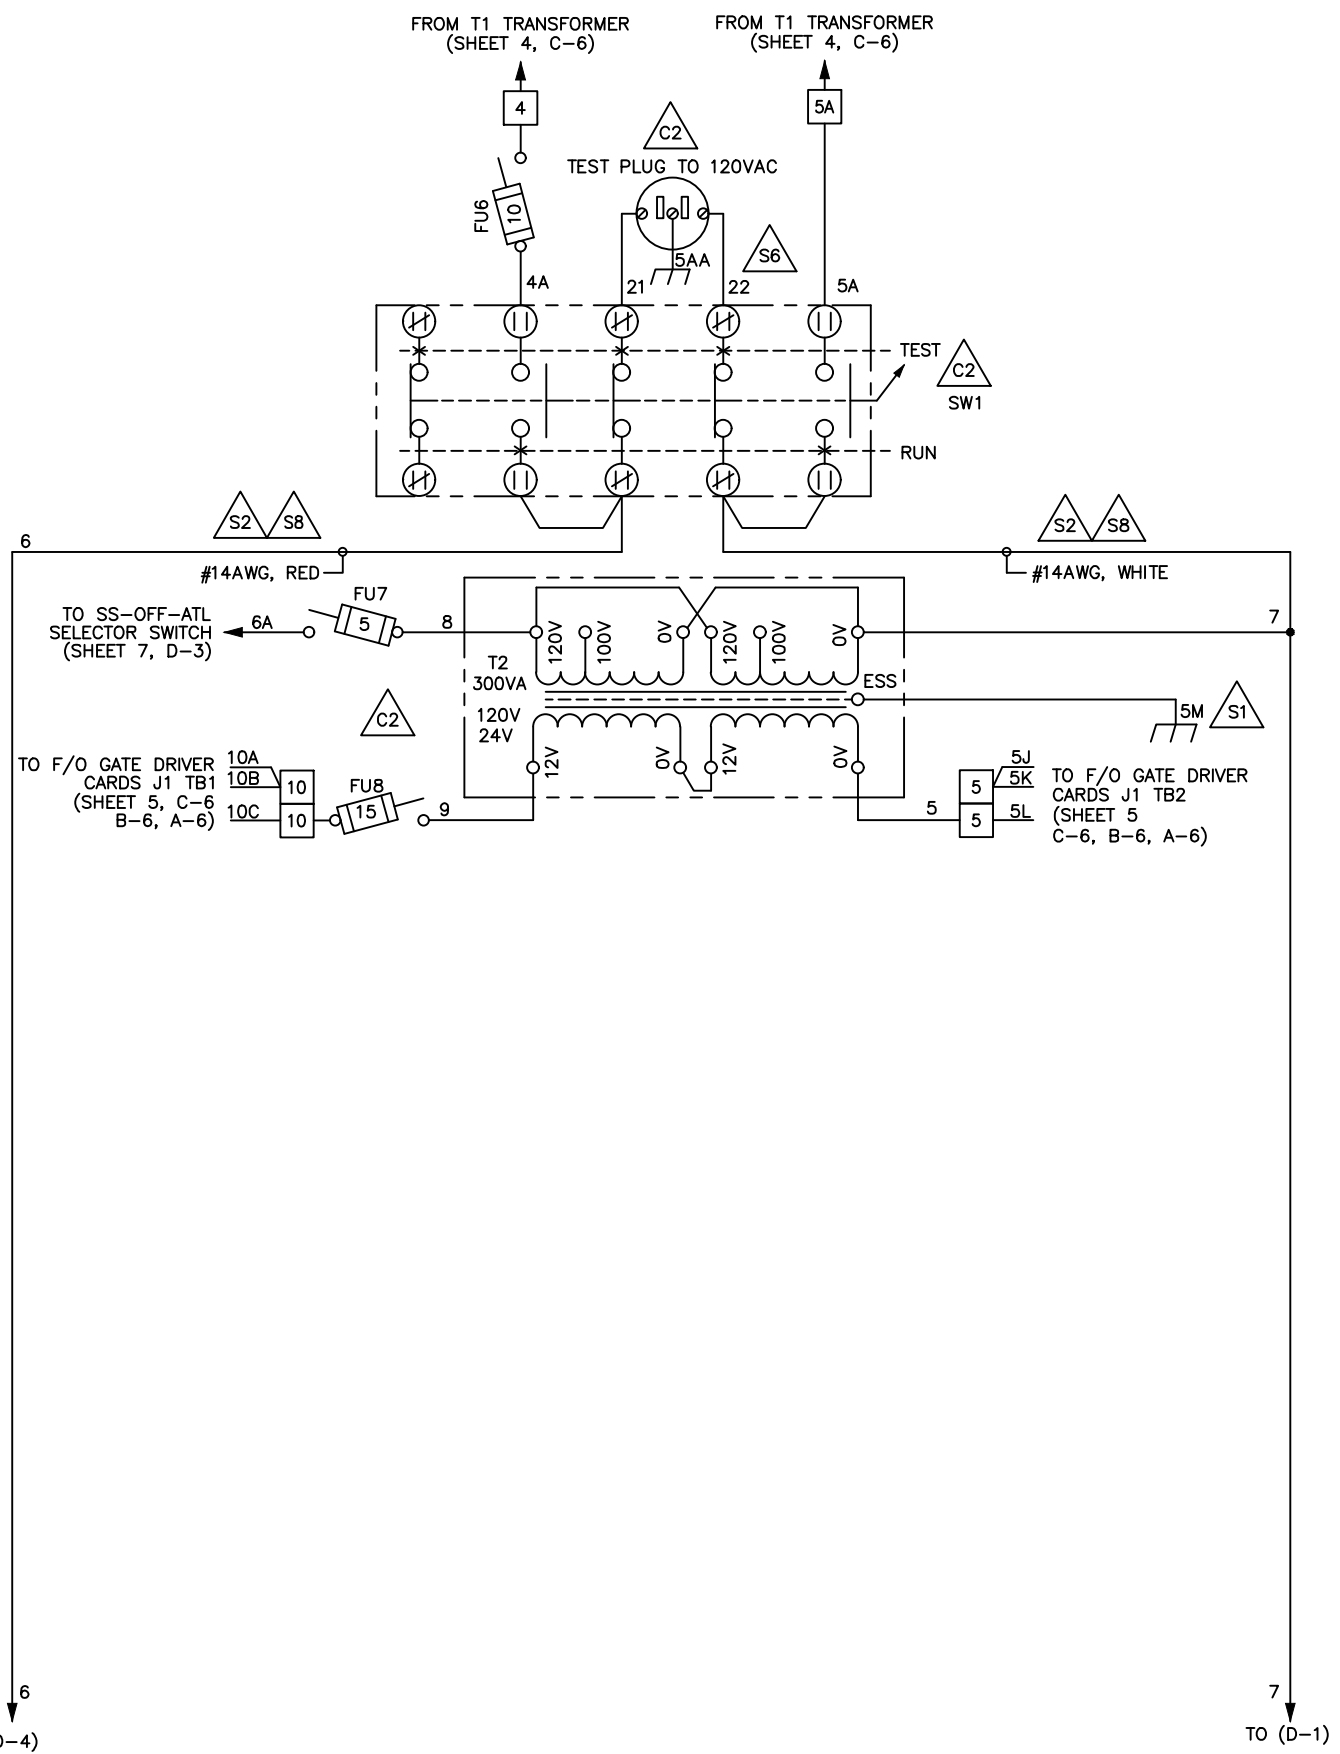 FROM T1 TRANSFORMER
(SHEET 4, C-6)
FROM T1 TRANSFORMER
(SHEET 4, C-6)
4
5A
C2
TEST PLUG TO 120VAC
FU6
10
S6
5AA
4A
21
22
5A
TEST
C2
SW1
RUN
S2
S8
S2
S8
6
#14AWG, RED
#14AWG, WHITE
FU7
TO SS-OFF-ATL
SELECTOR SWITCH
(SHEET 7, D-3)
6A
5
8
120V
100V
0V
120V
100V
0V
7
T2
300VA
ESS
120V
24V
C2
5M
S1
12V
0V
12V
0V
TO F/O GATE DRIVER
CARDS J1 TB1
(SHEET 5, C-6
B-6, A-6)
10A
10B
10C
10
10
FU8
15
9
5
5
5
5J
5K
5L
TO F/O GATE DRIVER
CARDS J1 TB2
(SHEET 5
C-6, B-6, A-6)
6
7
-4)
TO (D-1)